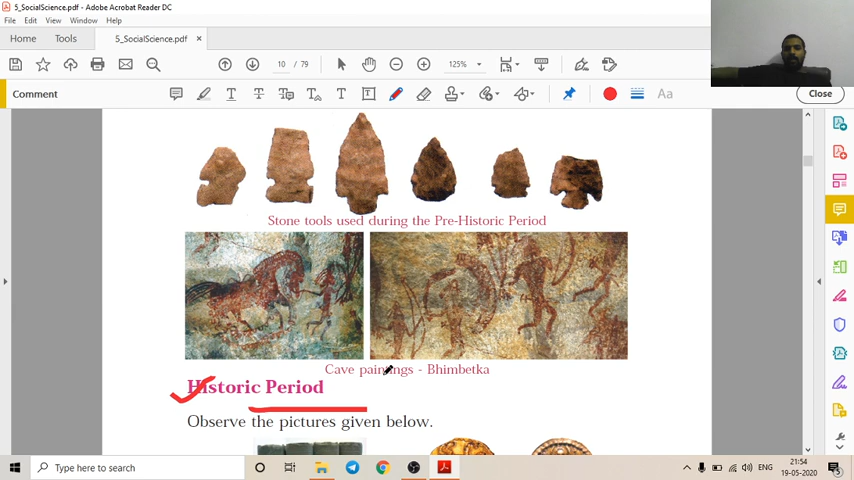 5_SocialScience.pdf - Adobe Acrobat Reader DC
File Edit View Window Help
Home Tools 5_SocialScience.pdf ×
10 / 79 125%
Comment T T T T Aa Close
Stone tools used during the Pre-Historic Period
Cave paintings - Bhimbetka
Historic Period
Observe the pictures given below.
Type here to search
ENG
21:54
19-05-2020
5